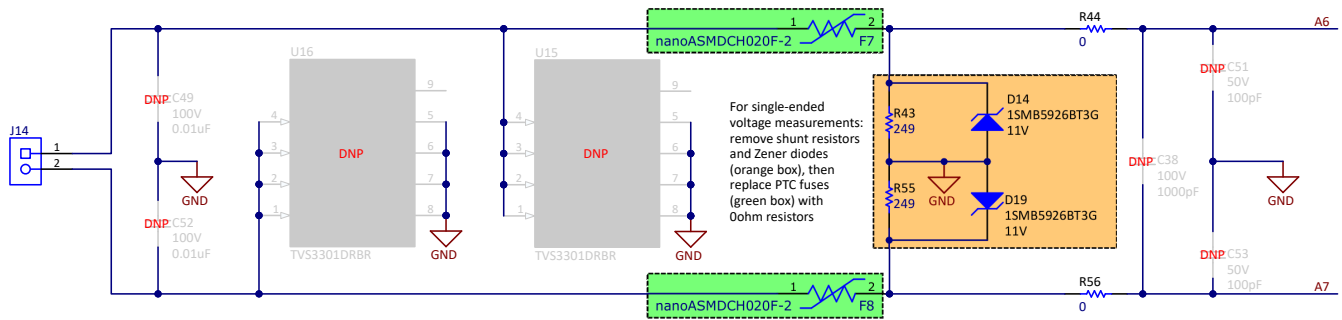 1 2
nanoASMDCH020F-2 F7
R44
0
A6
U16
9
4 5
3 6
2 7
1 8
DNP
TVS3301DRBR
GND
U15
9
4 5
3 6
2 7
1 8
DNP
TVS3301DRBR
GND
DNP C49
100V
0.01uF
J14
1
2
GND
DNP C52
100V
0.01uF
For single-ended
voltage measurements:
remove shunt resistors
and Zener diodes
(orange box), then
replace PTC fuses
(green box) with
0ohm resistors
R43
249
D14
1SMB5926BT3G
11V
GND
R55
249
D19
1SMB5926BT3G
11V
DNP C51
50V
100pF
DNP C38
100V
1000pF
GND
DNP C53
50V
100pF
1 2
nanoASMDCH020F-2 F8
R56
0
A7